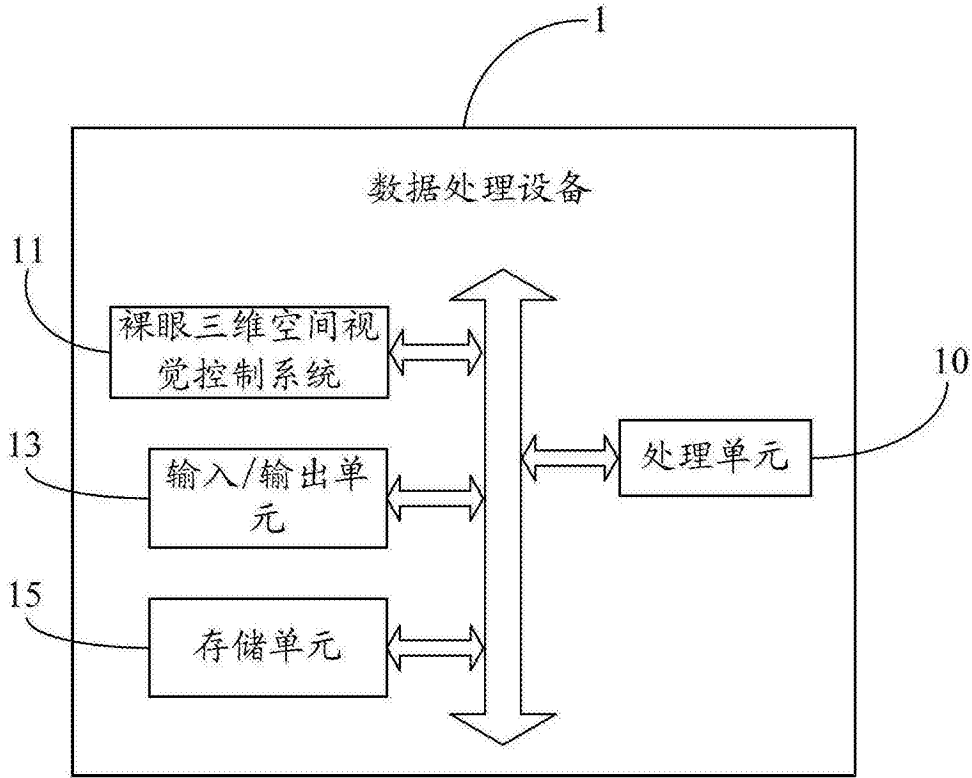 1
数据处理设备
11
裸眼三维空间视
觉控制系统
10
处理单元
13
输入/输出单
元
15
存储单元